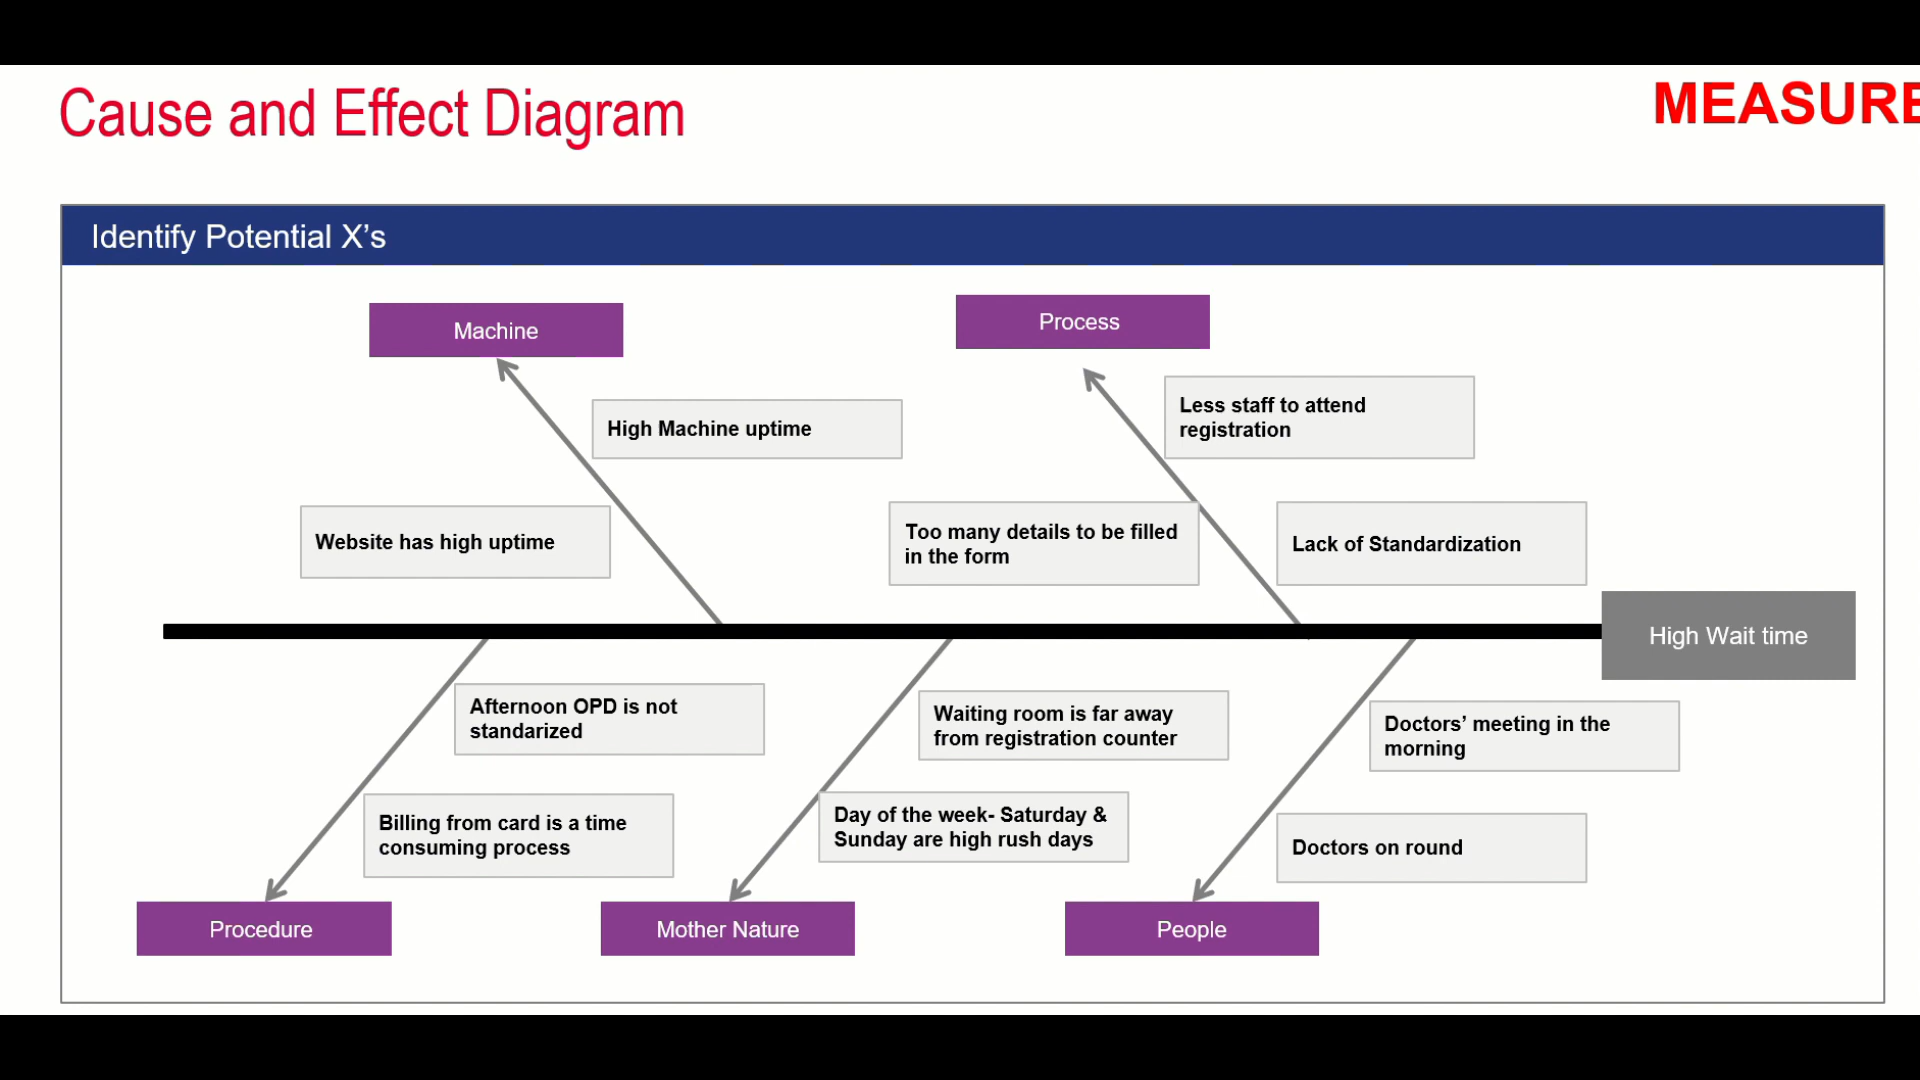 Cause and Effect Diagram
MEASURE
Identify Potential X's
Machine
Process
High Machine uptime
Less staff to attend
registration
Website has high uptime
Too many details to be filled
in the form
Lack of Standardization
High Wait time
Afternoon OPD is not
standarized
Waiting room is far away
from registration counter
Doctors' meeting in the
morning
Billing from card is a time
consuming process
Day of the week- Saturday &
Sunday are high rush days
Doctors on round
Procedure
Mother Nature
People